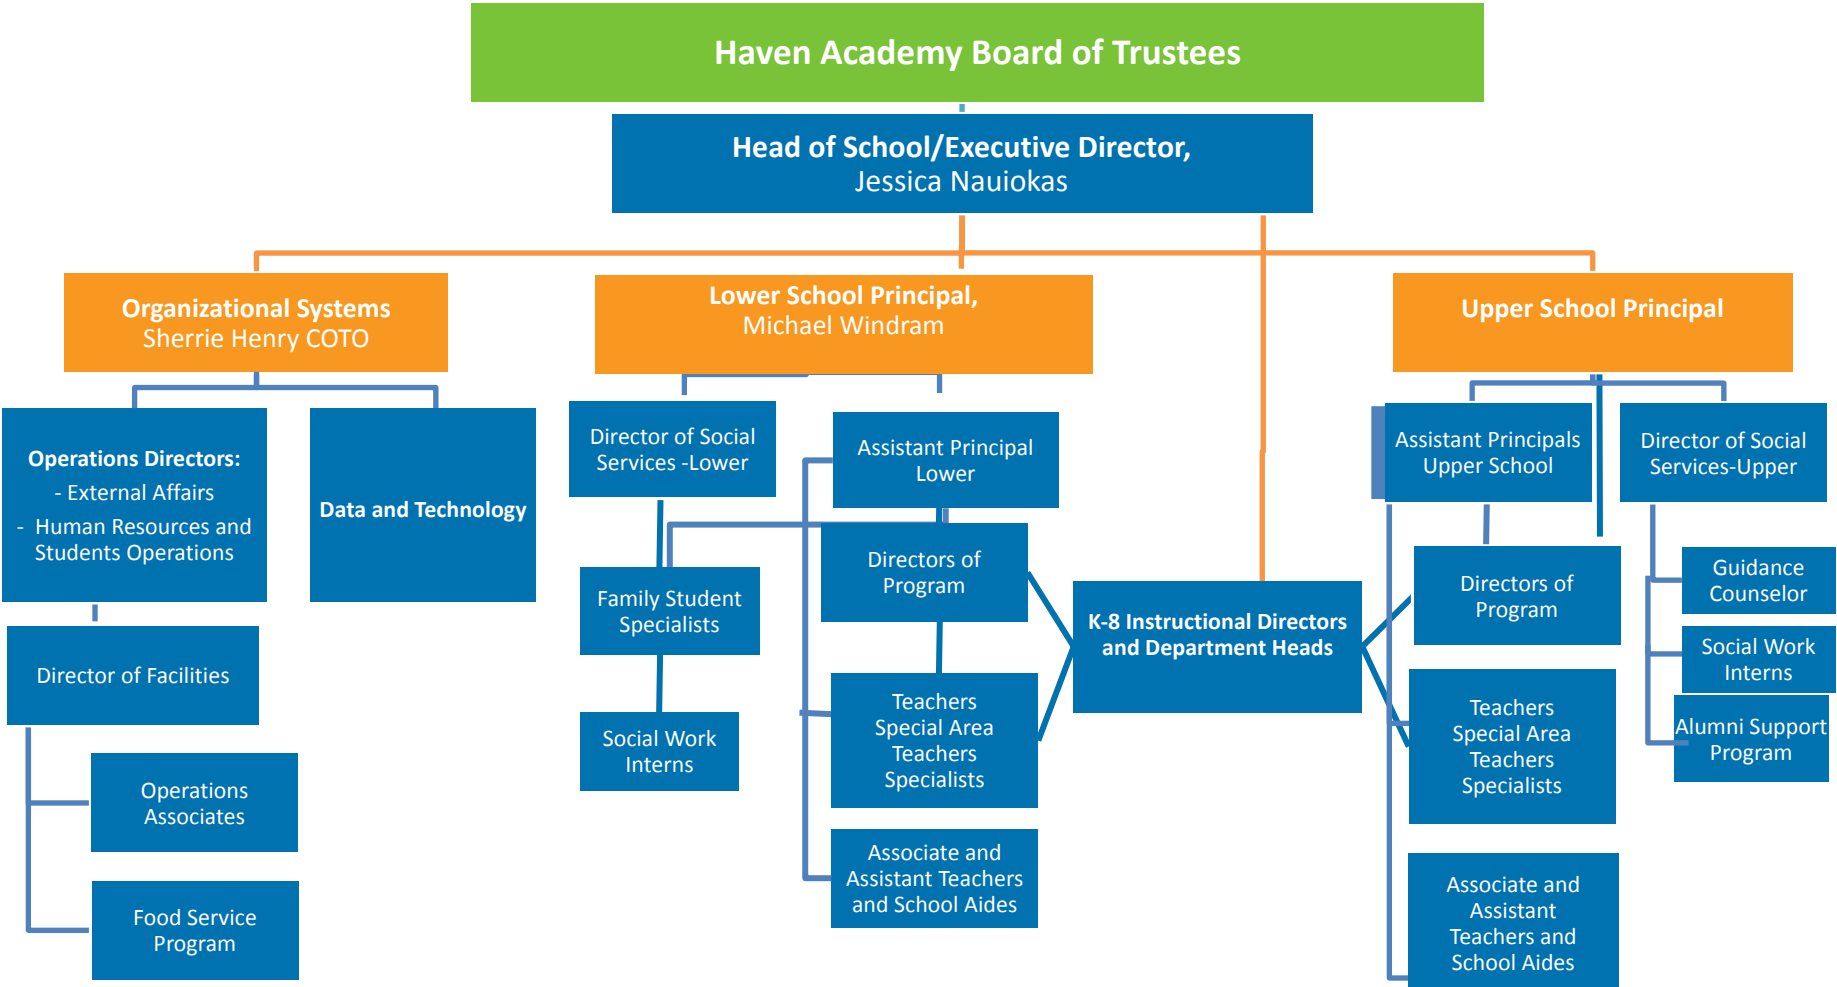 Haven Academy Board of Trustees
Head of School/Executive Director,
Jessica Nauiokas
Organizational Systems
Sherrie Henry COTO
Lower School Principal,
Michael Windram
Upper School Principal
Operations Directors:
- External Affairs
- Human Resources and
Students Operations
Data and Technology
Director of Facilities
Operations
Associates
Food Service
Program
Director of Social
Services -Lower
Assistant Principal
Lower
Family Student
Specialists
Social Work
Interns
Directors of
Program
Teachers
Special Area
Teachers
Specialists
Associate and
Assistant Teachers
and School Aides
K-8 Instructional Directors
and Department Heads
Assistant Principals
Upper School
Director of Social
Services-Upper
Directors of
Program
Teachers
Special Area
Teachers
Specialists
Associate and
Assistant
Teachers and
School Aides
Guidance
Counselor
Social Work
Interns
Alumni Support
Program